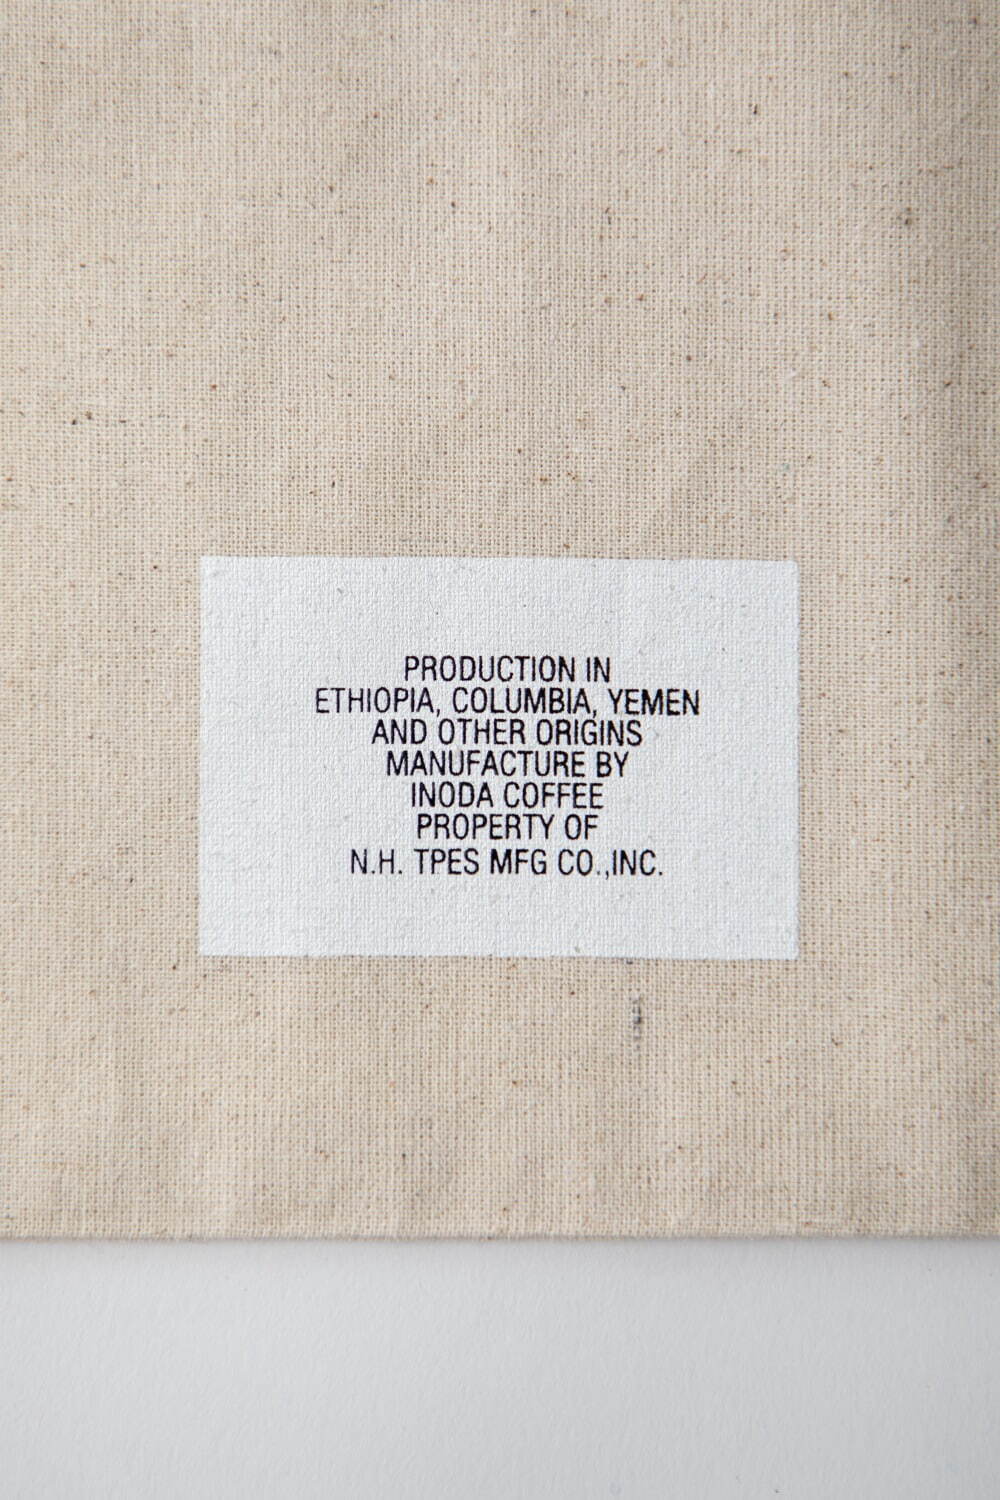 PRODUCTION IN
ETHIOPIA, COLUMBIA, YEMEN
AND OTHER ORIGINS
MANUFACTURE BY
INODA COFFEE
PROPERTY OF
N.H. TPES MFG CO.,INC.